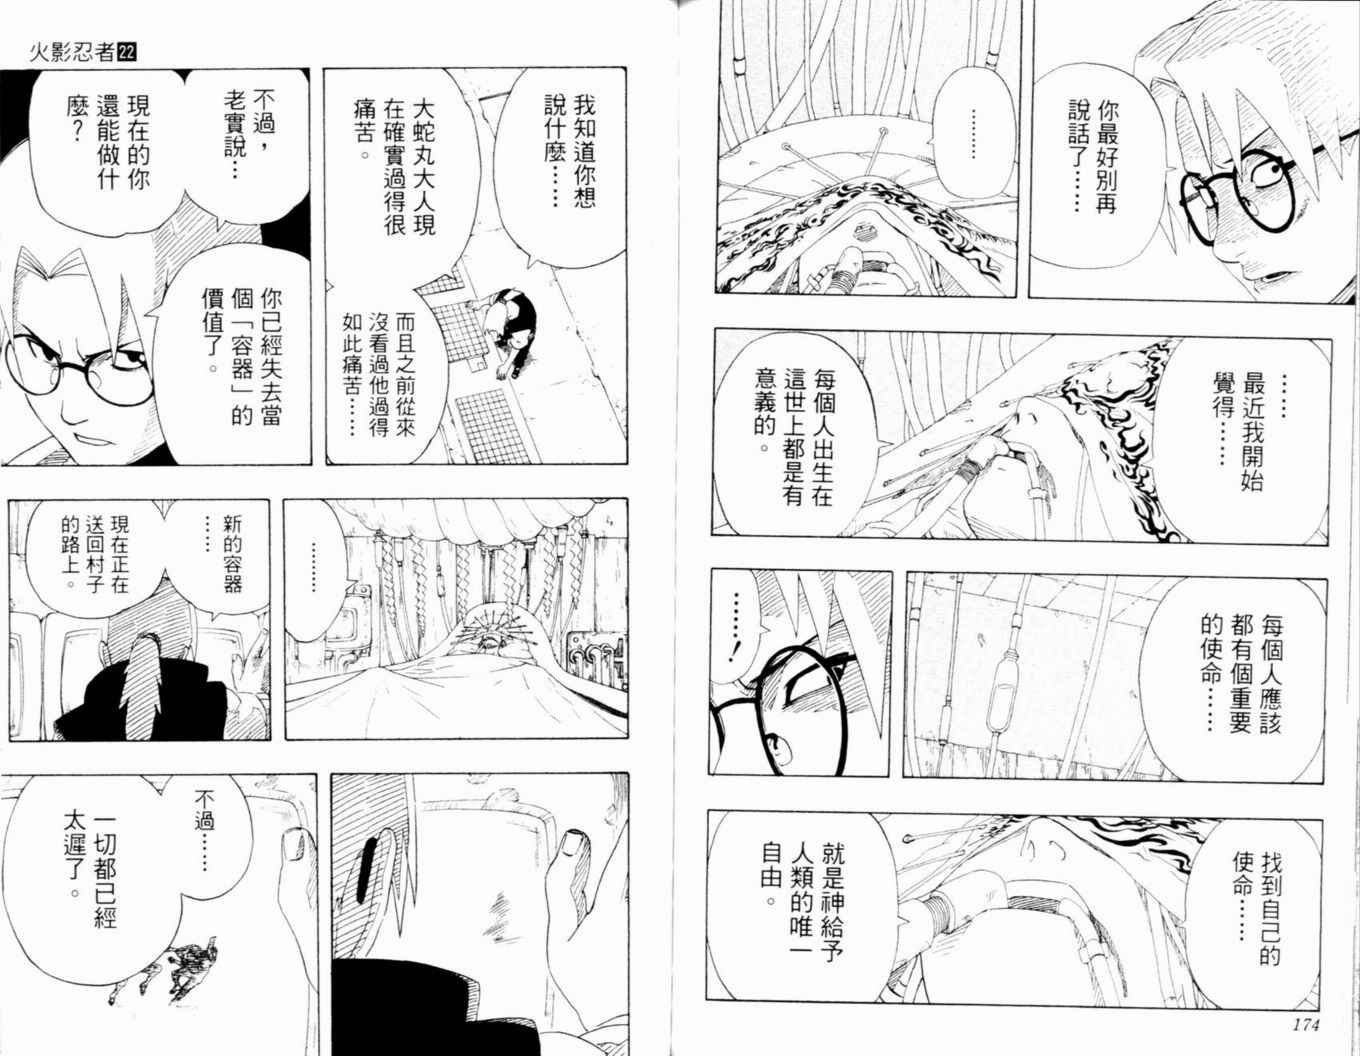 你最好別再
說話了……
………
……
最近我開始
覺得……
每個人出生在
這世上都是有
意義的。
每個人應該
都有個重要
的使命……
……！
找到自己的
使命……
就是神給予
人類的唯一
自由。
174
火影忍者22
我知道你想
說什麼……
大蛇丸大人現
在確實過得很
痛苦。
而且之前從來
沒看過他過得
如此痛苦……
不過，
老實說…
現在的你
還能做什
麼？
你已經失去當
個「容器」的
價值了。
………
新的容器
……
現在正在
送回村子
的路上。
不過……
一切都已經
太遲了。